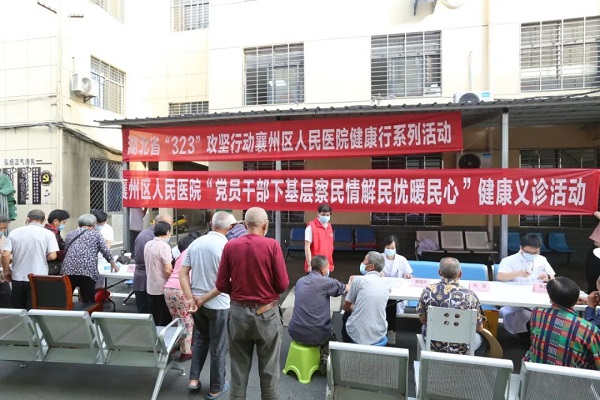 湖北省“323”攻坚行动襄州区人民医院健康行系列活动
襄州区人民医院“党员干部下基层察民情解民忧暖民心”健康义诊活动